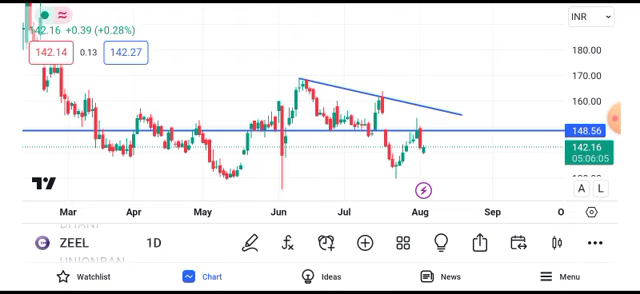 INR
142.16 +0.39 (+0.28%)
142.14 0.13 142.27
180.00
170.00
160.00
148.56
142.16
05:06:05
A L
Mar Apr May Jun Jul Aug Sep O
ZEEL 1D
UNIONBAN
Watchlist Chart Ideas News Menu